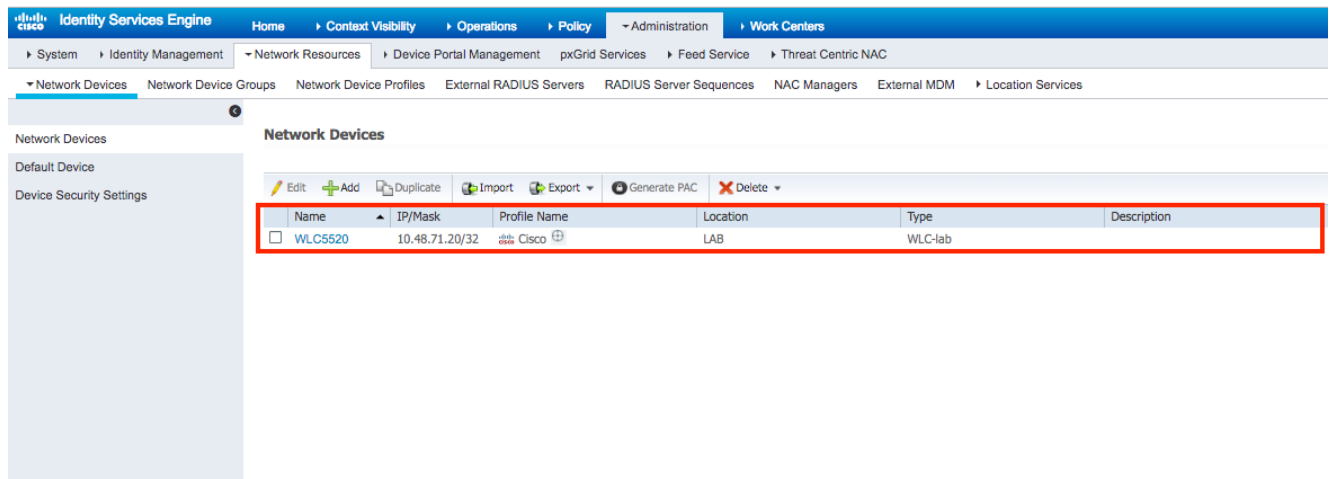 cisco Identity Services Engine Home Context Visibility Operations Policy Administration Work Centers
System Identity Management Network Resources Device Portal Management pxGrid Services Feed Service Threat Centric NAC
Network Devices Network Device Groups Network Device Profiles External RADIUS Servers RADIUS Server Sequences NAC Managers External MDM Location Services
Network Devices
Default Device
Device Security Settings
Network Devices
Edit Add Duplicate Import Export Generate PAC Delete
Name IP/Mask Profile Name Location Type Description
WLC5520 10.48.71.20/32 cisco Cisco LAB WLC-lab